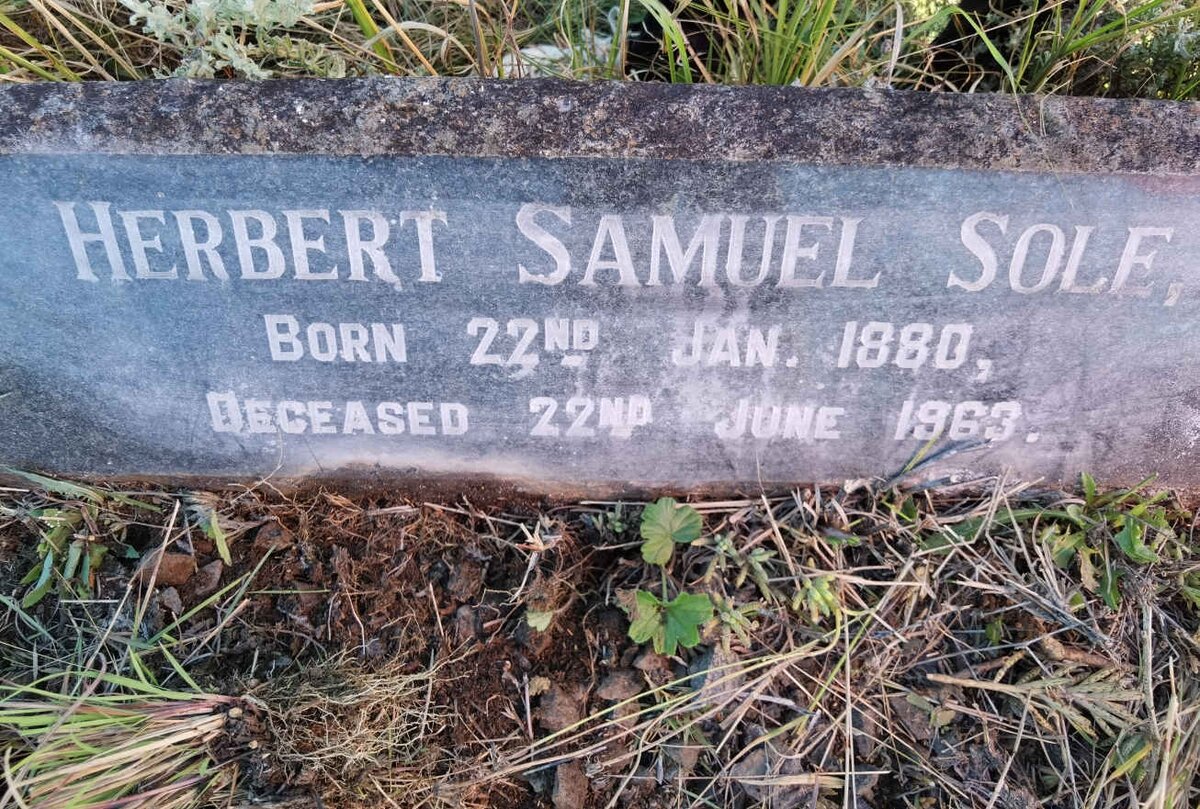 HERBERT SAMUEL SOLE,
BORN 22ND JAN. 1880,
DECEASED 22ND JUNE 1963.